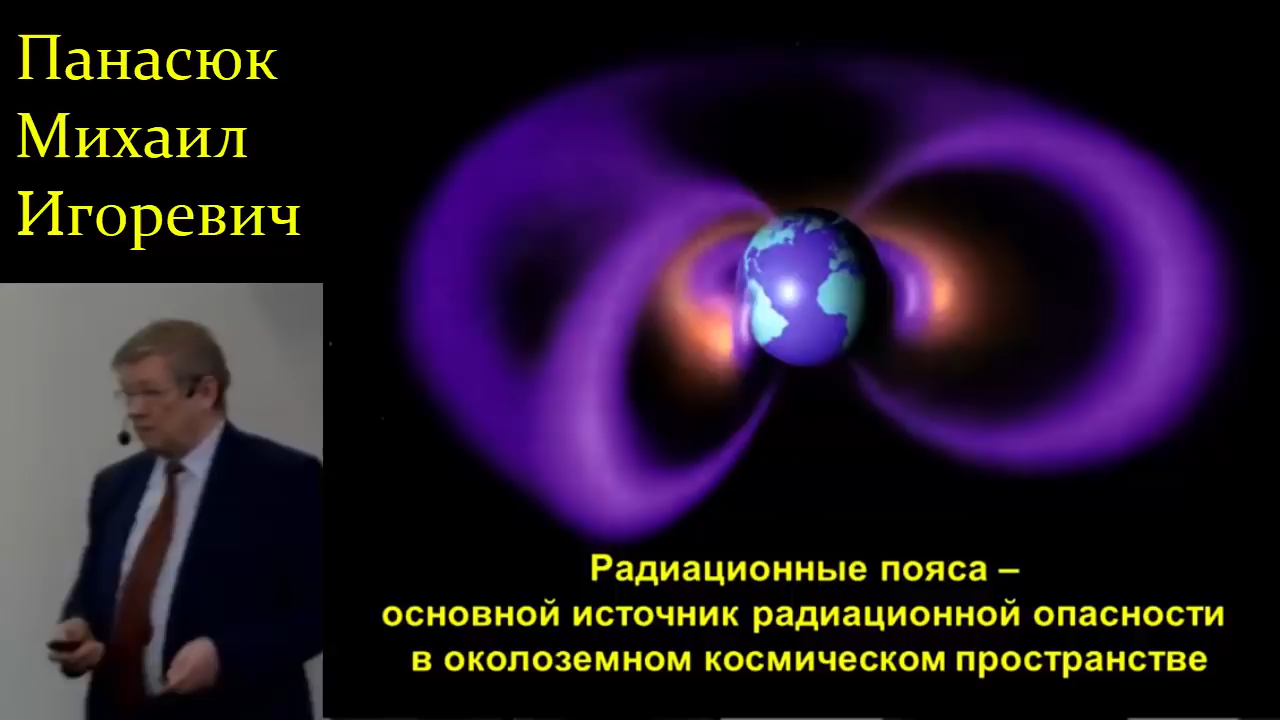 Панасюк
Михаил
Игоревич
Радиационные пояса –
основной источник радиационной опасности
в околоземном космическом пространстве